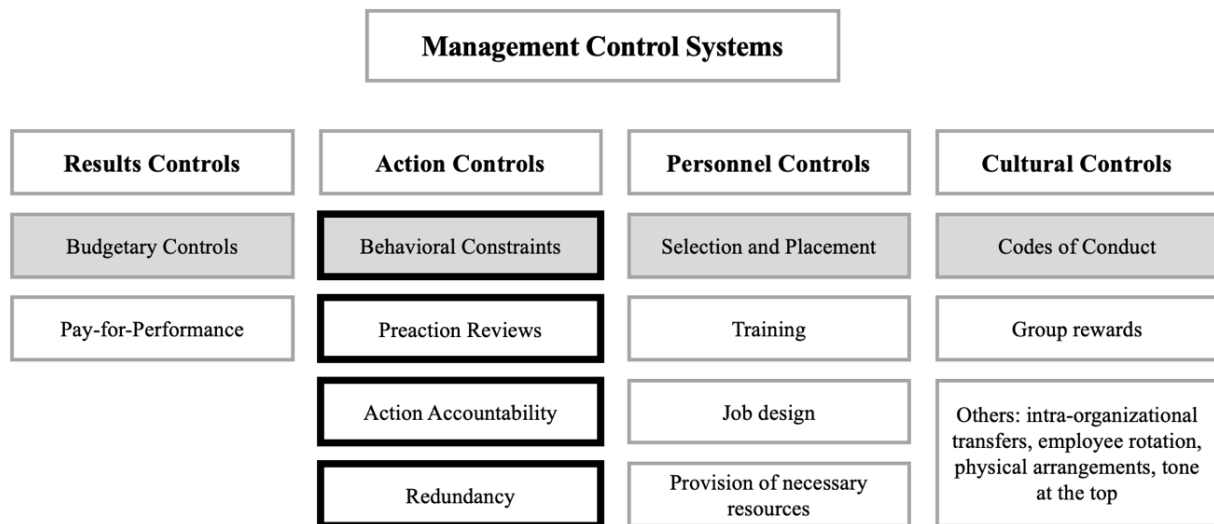 Management Control Systems
Results Controls
Action Controls
Personnel Controls
Cultural Controls
Budgetary Controls
Behavioral Constraints
Selection and Placement
Codes of Conduct
Pay-for-Performance
Preaction Reviews
Training
Group rewards
Action Accountability
Job design
Others: intra-organizational
transfers, employee rotation,
physical arrangements, tone
at the top
Redundancy
Provision of necessary
resources